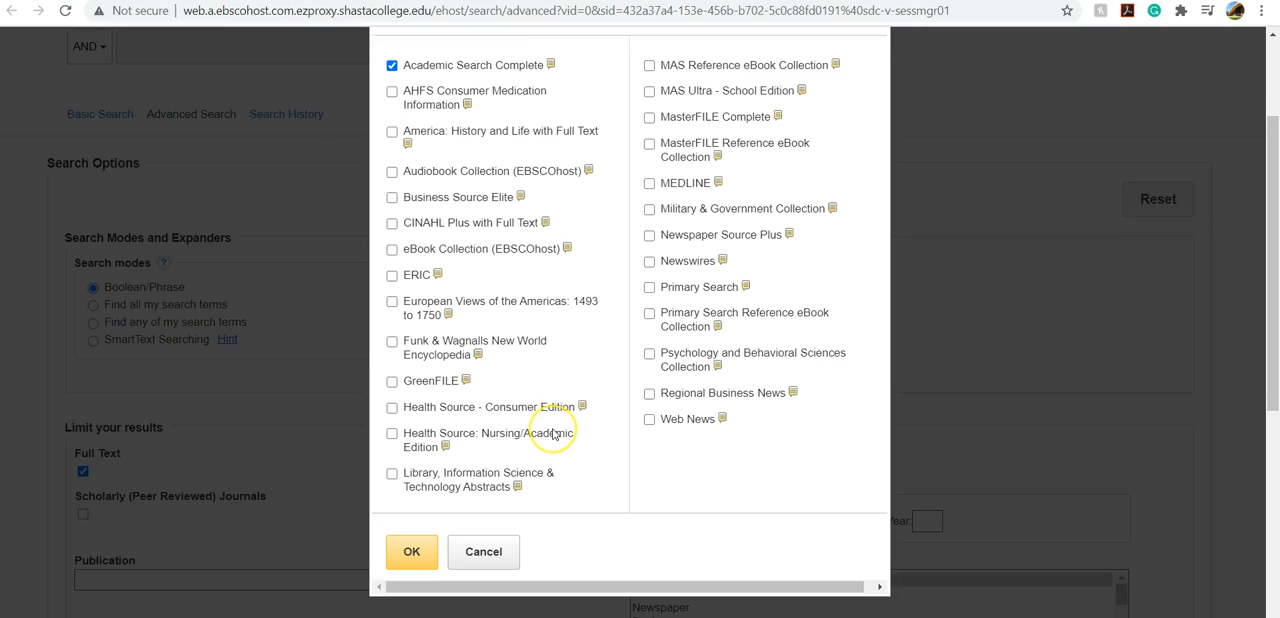 Not secure | web.a.ebscohost.com.ezproxy.shastacollege.edu/ehost/search/advanced?vid=0&sid=432a37a4-153e-456b-b702-5c0c88fd0191%40sdc-v-sessmgr01
AND
Basic Search Advanced Search Search History
Search Options
Reset
Search Modes and Expanders
Search modes ?
Boolean/Phrase
Find all my search terms
Find any of my search terms
SmartText Searching Hint
Limit your results
Full Text
Scholarly (Peer Reviewed) Journals
Year:
Publication
Newspaper
Academic Search Complete
AHFS Consumer Medication
Information
America: History and Life with Full Text
Audiobook Collection (EBSCOhost)
Business Source Elite
CINAHL Plus with Full Text
eBook Collection (EBSCOhost)
ERIC
European Views of the Americas: 1493
to 1750
Funk & Wagnalls New World
Encyclopedia
GreenFILE
Health Source - Consumer Edition
Health Source: Nursing/Academic
Edition
Library, Information Science &
Technology Abstracts
MAS Reference eBook Collection
MAS Ultra - School Edition
MasterFILE Complete
MasterFILE Reference eBook
Collection
MEDLINE
Military & Government Collection
Newspaper Source Plus
Newswires
Primary Search
Primary Search Reference eBook
Collection
Psychology and Behavioral Sciences
Collection
Regional Business News
Web News
OK Cancel